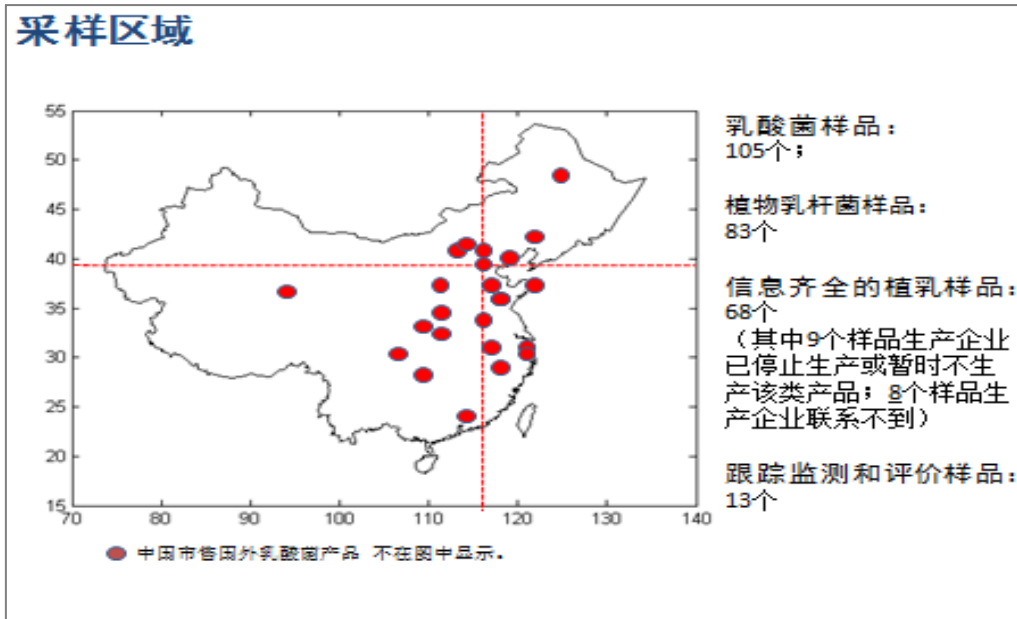 采样区域
55
50
45
40
35
30
25
20
15
70 80 90 100 110 120 130 140
中国市售国外乳酸菌产品 不在图中显示。
乳酸菌样品：
105个；
植物乳杆菌样品：
83个
信息齐全的植乳样品：
68个
（其中9个样品生产企业
已停止生产或暂时不生
产该类产品；8个样品生
产企业联系不到）
跟踪监测和评价样品：
13个